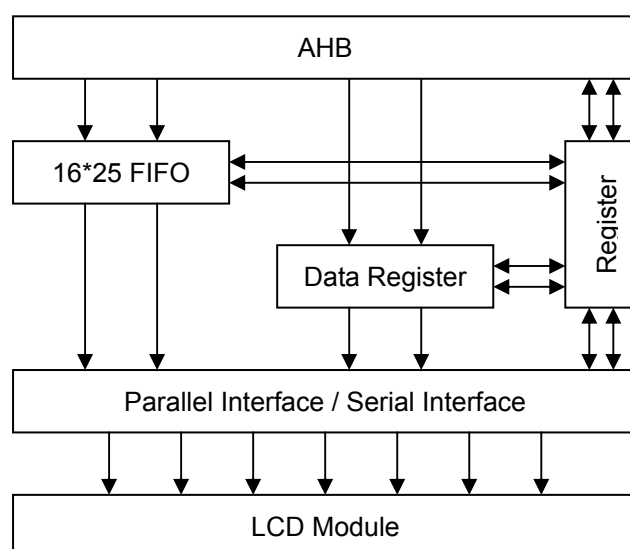 AHB
16*25 FIFO
Register
Data Register
Parallel Interface / Serial Interface
LCD Module